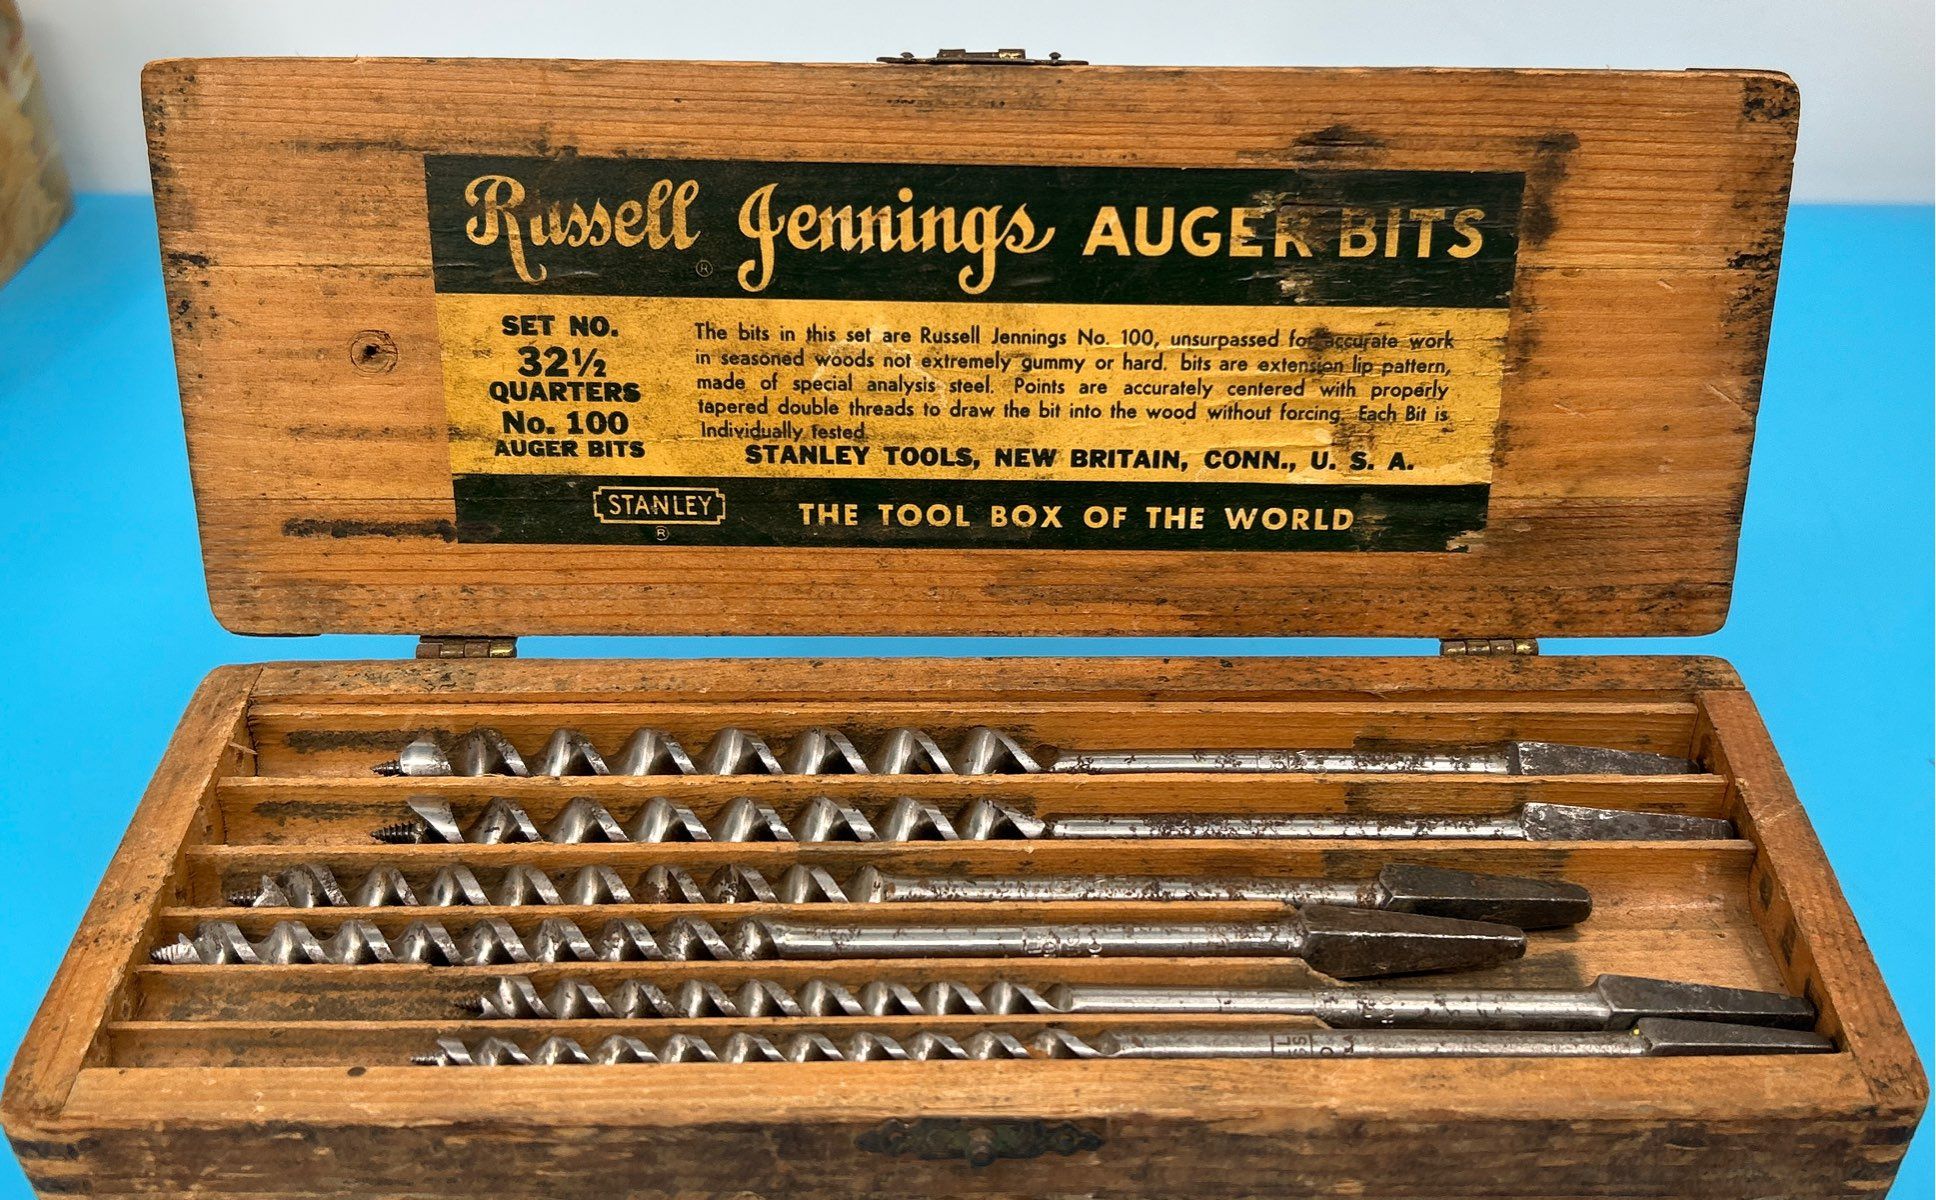 Russell Jennings AUGER BITS
®
SET NO.
32½
QUARTERS
No. 100
AUGER BITS
The bits in this set are Russell Jennings No. 100, unsurpassed for accurate work
in seasoned woods not extremely gummy or hard. bits are extension lip pattern,
made of special analysis steel. Points are accurately centered with properly
tapered double threads to draw the bit into the wood without forcing. Each Bit is
Individually tested.
STANLEY TOOLS, NEW BRITAIN, CONN., U. S. A.
STANLEY
®
THE TOOL BOX OF THE WORLD